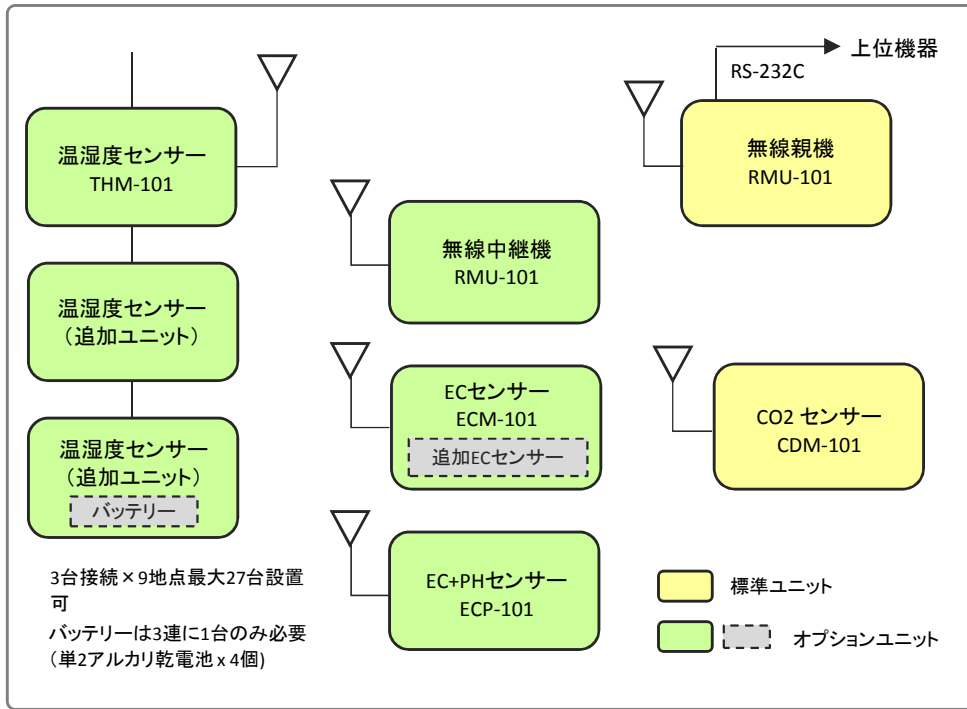 上位機器
RS-232C
温湿度センサー
THM-101
無線親機
RMU-101
無線中継機
RMU-101
温湿度センサー
（追加ユニット）
ECセンサー
ECM-101
追加ECセンサー
CO2 センサー
CDM-101
温湿度センサー
（追加ユニット）
バッテリー
EC+PHセンサー
ECP-101
3台接続×9地点最大27台設置
可
バッテリーは3連に1台のみ必要
（単2アルカリ乾電池 x 4個)
標準ユニット
オプションユニット